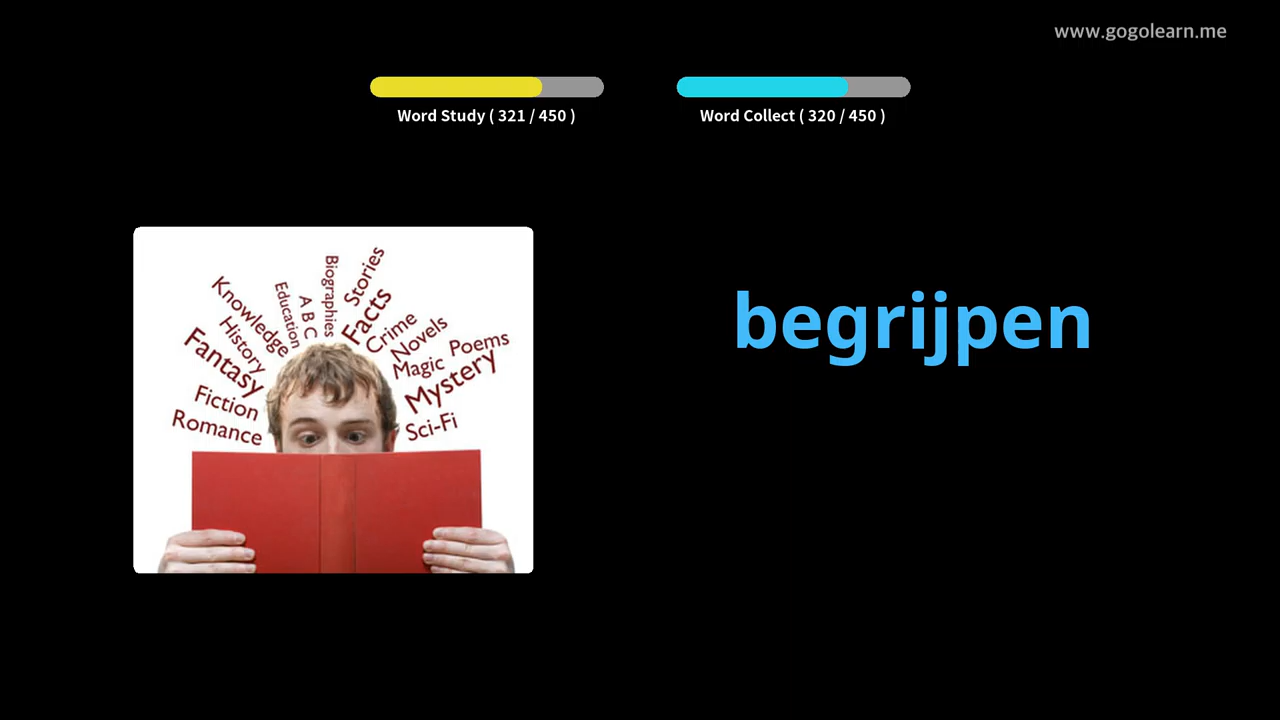 www.gogolearn.me
Word Study ( 321 / 450 )
Word Collect ( 320 / 450 )
begrijpen
Romance
Fiction
Fantasy
History
Knowledge
Education
A B C
Biographies
Stories
Facts
Crime
Novels
Magic
Poems
Mystery
Sci-Fi